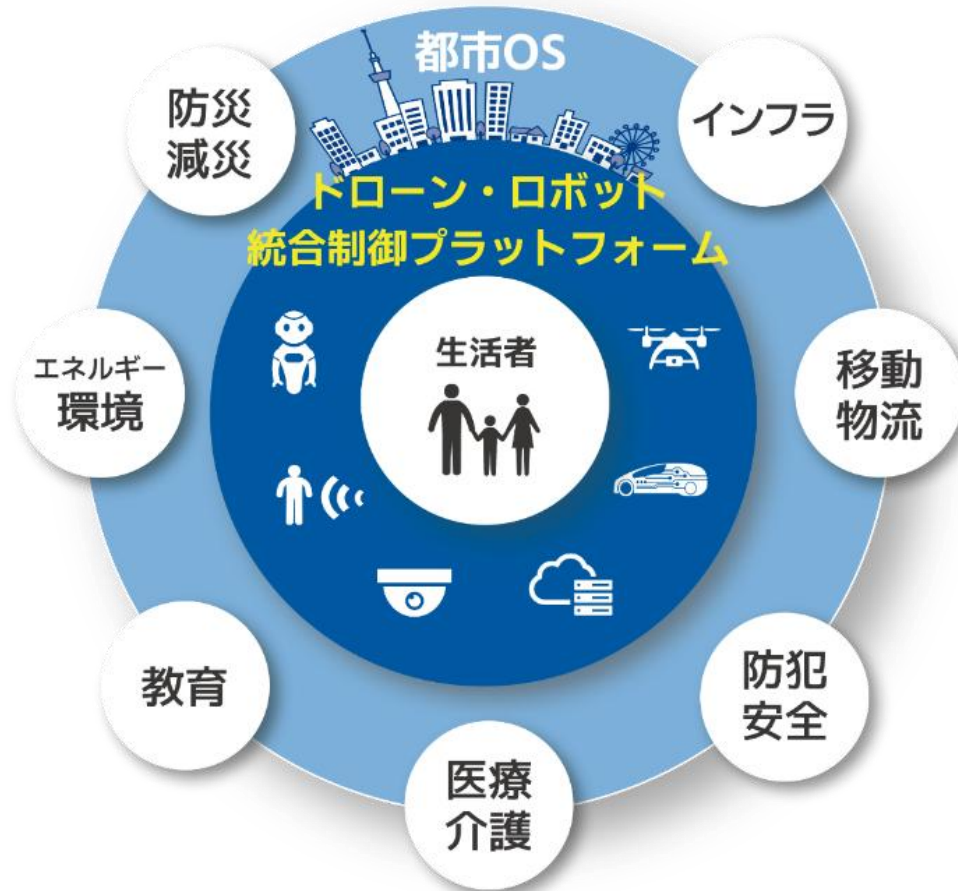 都市OS
ドローン・ロボット
統合制御プラットフォーム
生活者
インフラ
移動
物流
防犯
安全
医療
介護
教育
エネルギー
環境
防災
減災